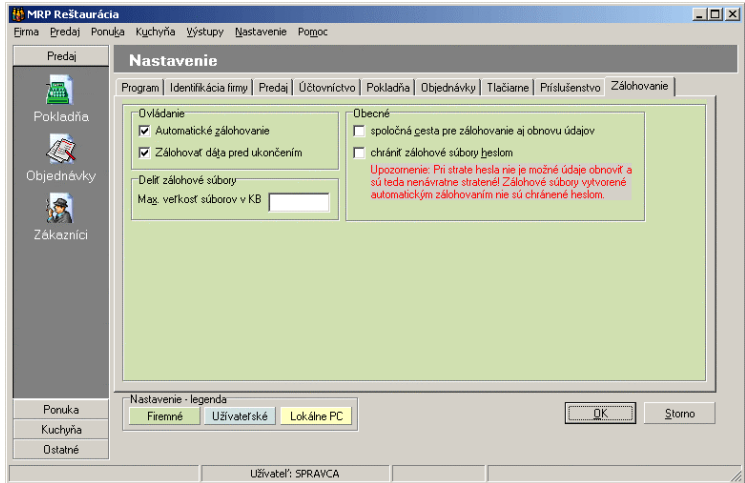 MRP Reštaurácia
Firma Predaj Ponuka Kuchyňa Výstupy Nastavenie Pomoc
Predaj
Nastavenie
Program Identifikácia firmy Predaj Účtovníctvo Pokladňa Objednávky Tlačiarne Príslušenstvo Zálohovanie
Pokladňa
Objednávky
Zákazníci
Ovládanie
Automatické zálohovanie
Zálohovať dáta pred ukončením
Deliť zálohové súbory
Max. veľkosť súborov v KB
Obecné
spoločná cesta pre zálohovanie aj obnovu údajov
chrániť zálohové súbory heslom
Upozornenie: Pri strate hesla nie je možné údaje obnoviť a
sú teda nenávratne stratené! Zálohové súbory vytvorené
automatickým zálohovaním nie sú chránené heslom.
Ponuka
Kuchyňa
Ostatné
Nastavenie - legenda
Firemné Užívateľské Lokálne PC
OK Storno
Užívateľ: SPRAVCA